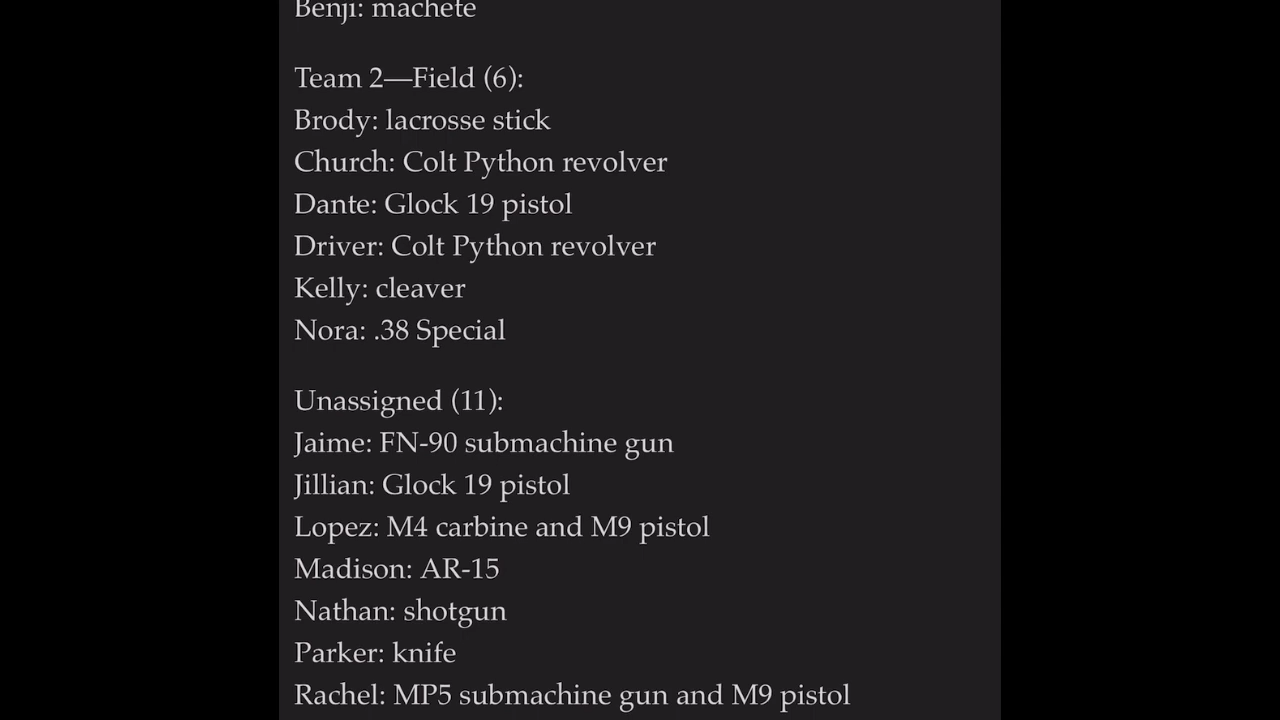 Benji: machete
Team 2—Field (6):
Brody: lacrosse stick
Church: Colt Python revolver
Dante: Glock 19 pistol
Driver: Colt Python revolver
Kelly: cleaver
Nora: .38 Special
Unassigned (11):
Jaime: FN-90 submachine gun
Jillian: Glock 19 pistol
Lopez: M4 carbine and M9 pistol
Madison: AR-15
Nathan: shotgun
Parker: knife
Rachel: MP5 submachine gun and M9 pistol